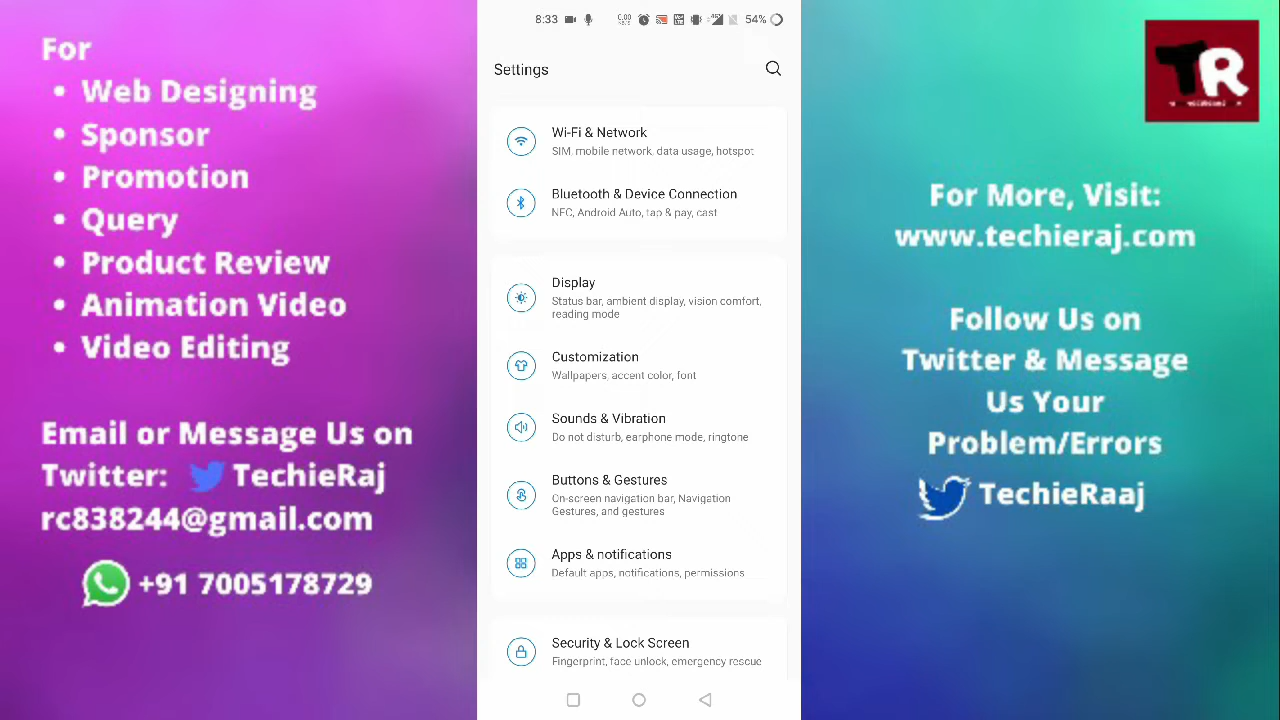 For
• Web Designing
• Sponsor
• Promotion
• Query
• Product Review
• Animation Video
• Video Editing
Email or Message Us on
Twitter: TechieRaj
rc838244@gmail.com
+91 7005178729
8:33
54%
Settings
Wi-Fi & Network
SIM, mobile network, data usage, hotspot
Bluetooth & Device Connection
NFC, Android Auto, tap & pay, cast
Display
Status bar, ambient display, vision comfort,
reading mode
Customization
Wallpapers, accent color, font
Sounds & Vibration
Do not disturb, earphone mode, ringtone
Buttons & Gestures
On-screen navigation bar, Navigation
Gestures, and gestures
Apps & notifications
Default apps, notifications, permissions
Security & Lock Screen
Fingerprint, face unlock, emergency rescue
TR
For More, Visit:
www.techieraj.com
Follow Us on
Twitter & Message
Us Your
Problem/Errors
TechieRaaj